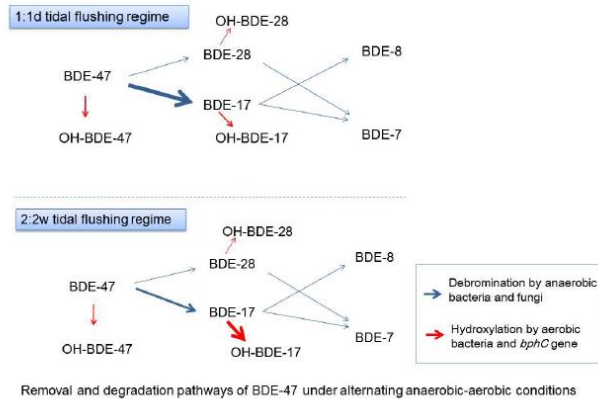 1:1d tidal flushing regime
OH-BDE-28
BDE-28
BDE-8
BDE-47
BDE-17
OH-BDE-47
OH-BDE-17
BDE-7
2:2w tidal flushing regime
OH-BDE-28
BDE-28
BDE-8
BDE-47
BDE-17
OH-BDE-47
OH-BDE-17
BDE-7
Debromination by anaerobic
bacteria and fungi
Hydroxylation by aerobic
bacteria and bphC gene
Removal and degradation pathways of BDE-47 under alternating anaerobic-aerobic conditions